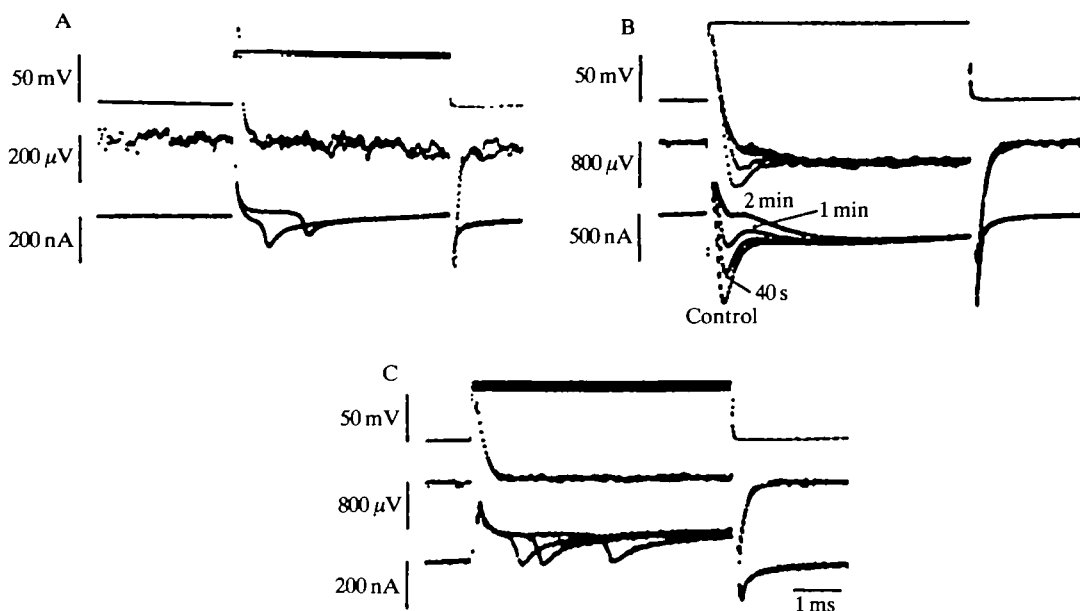 A
50 mV
200 μV
200 nA
B
50 mV
800 μV
2 min
1 min
500 nA
40 s
Control
C
50 mV
800 μV
200 nA
1 ms